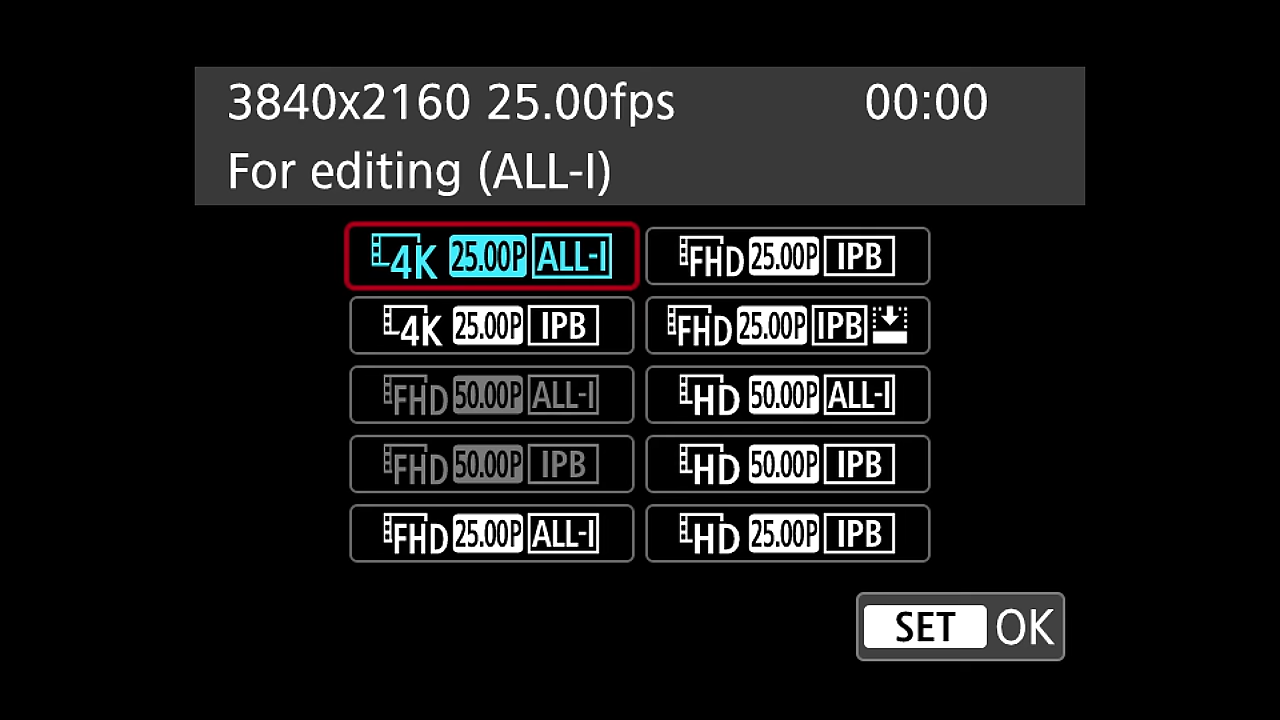 3840x2160 25.00fps 00:00
For editing (ALL-I)
4K 25.00P ALL-I
FHD 25.00P IPB
4K 25.00P IPB
FHD 25.00P IPB
FHD 50.00P ALL-I
HD 50.00P ALL-I
FHD 50.00P IPB
HD 50.00P IPB
FHD 25.00P ALL-I
HD 25.00P IPB
SET OK